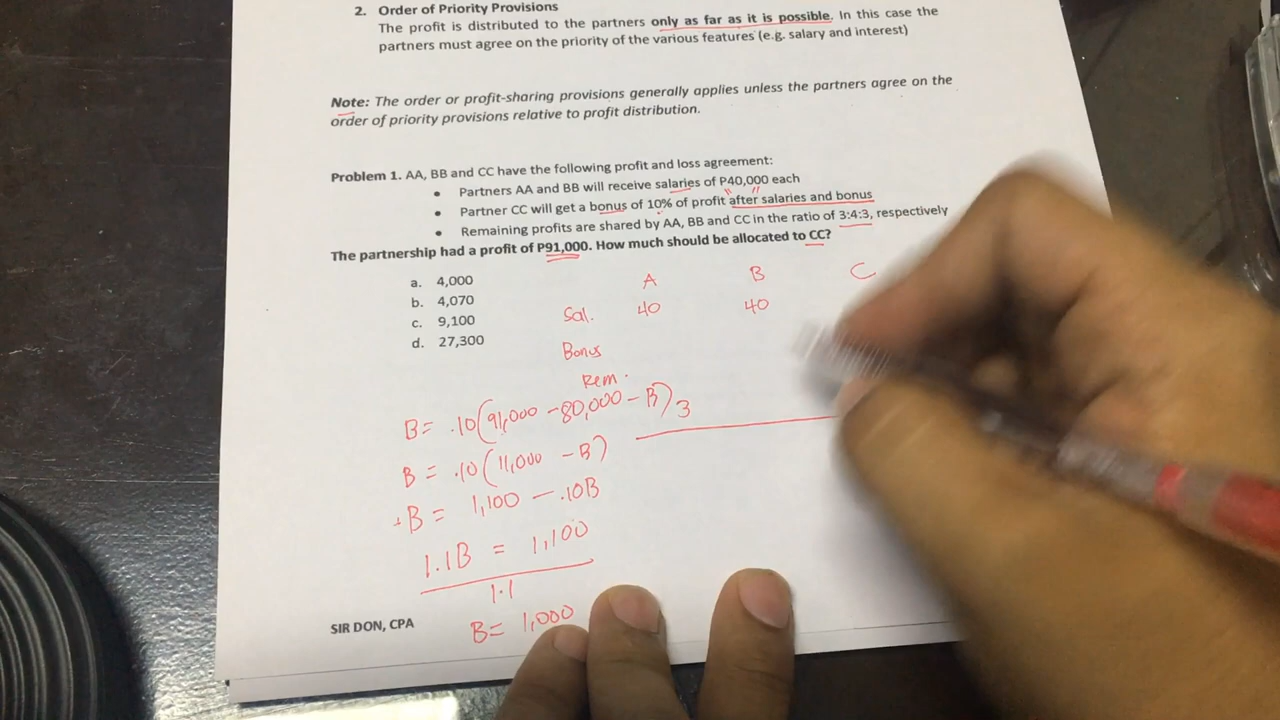 2. Order of Priority Provisions
The profit is distributed to the partners only as far as it is possible. In this case the
partners must agree on the priority of the various features (e.g. salary and interest)
Note: The order or profit-sharing provisions generally applies unless the partners agree on the
order of priority provisions relative to profit distribution.
Problem 1. AA, BB and CC have the following profit and loss agreement:
• Partners AA and BB will receive salaries of P40,000 each
• Partner CC will get a bonus of 10% of profit after salaries and bonus
• Remaining profits are shared by AA, BB and CC in the ratio of 3:4:3, respectively
The partnership had a profit of P91,000. How much should be allocated to CC?
a. 4,000
b. 4,070
c. 9,100
d. 27,300
A B C
Sal. 40 40
Bonus
Rem.
B = .10(91,000 - 80,000 - B) 3
B = .10(11,000 - B)
B = 1,100 - .10B
1.1B = 1,100
1.1
B = 1,000
SIR DON, CPA